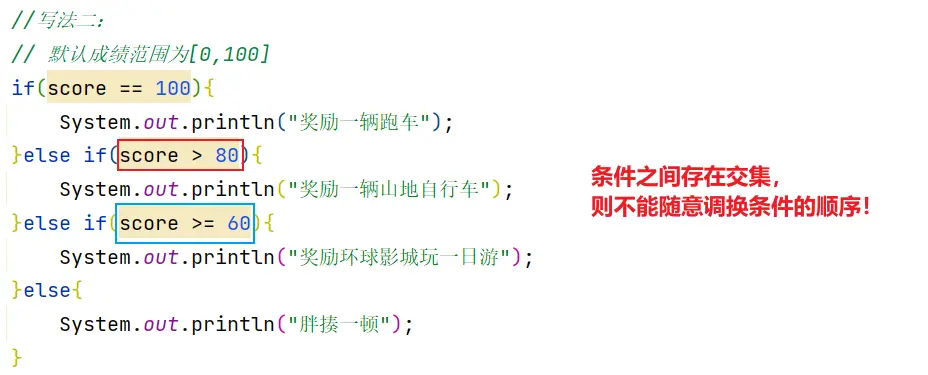 //写法二：
// 默认成绩范围为[0,100]
if(score == 100){
    System.out.println("奖励一辆跑车");
}else if(score > 80){
    System.out.println("奖励一辆山地自行车");
}else if(score >= 60){
    System.out.println("奖励环球影城玩一日游");
}else{
    System.out.println("胖揍一顿");
}
条件之间存在交集，
则不能随意调换条件的顺序！